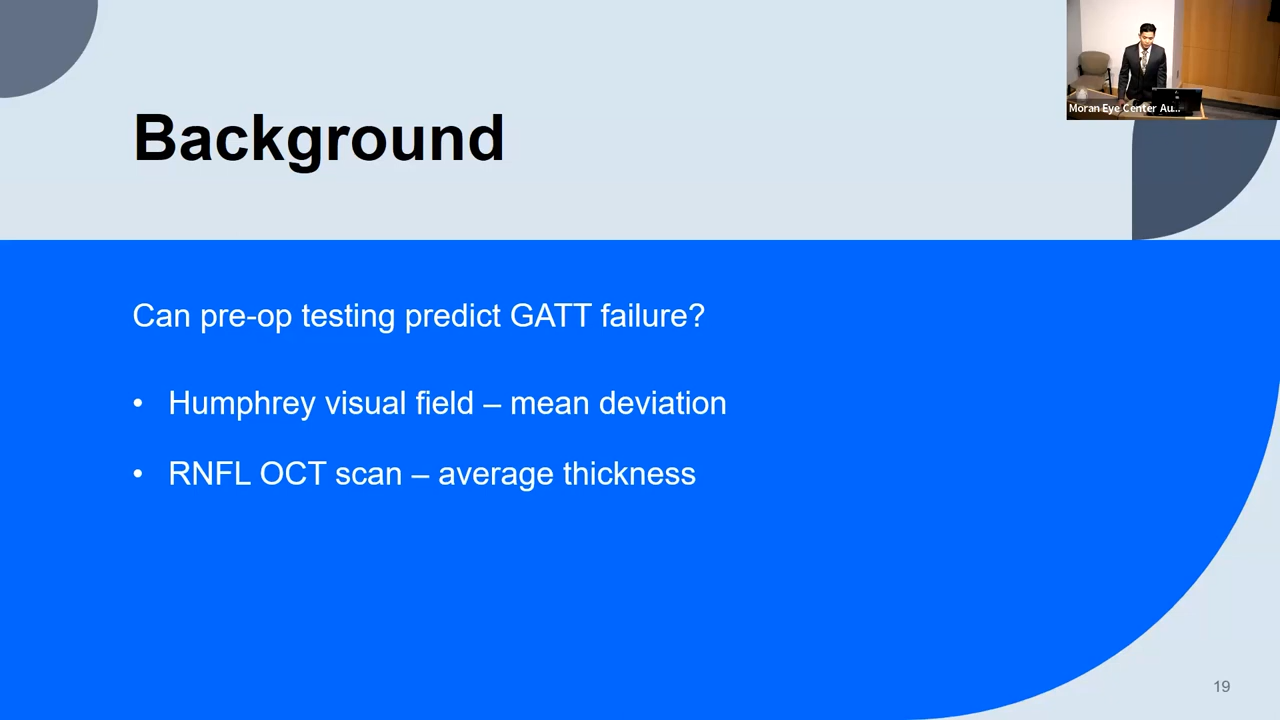 Moran Eye Center Au...
Background
Can pre-op testing predict GATT failure?
• Humphrey visual field – mean deviation
• RNFL OCT scan – average thickness
19